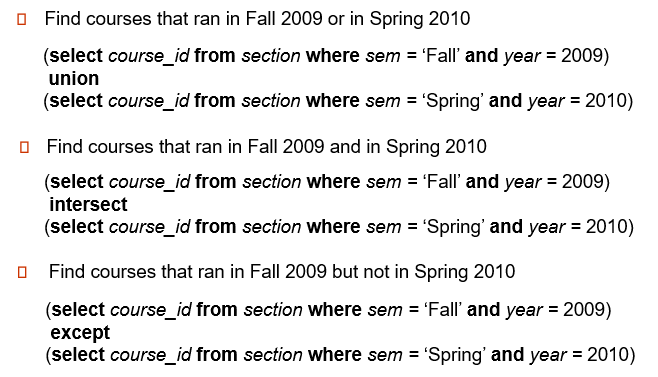 Find courses that ran in Fall 2009 or in Spring 2010
(select course_id from section where sem = ‘Fall’ and year = 2009)
union
(select course_id from section where sem = ‘Spring’ and year = 2010)
Find courses that ran in Fall 2009 and in Spring 2010
(select course_id from section where sem = ‘Fall’ and year = 2009)
intersect
(select course_id from section where sem = ‘Spring’ and year = 2010)
Find courses that ran in Fall 2009 but not in Spring 2010
(select course_id from section where sem = ‘Fall’ and year = 2009)
except
(select course_id from section where sem = ‘Spring’ and year = 2010)